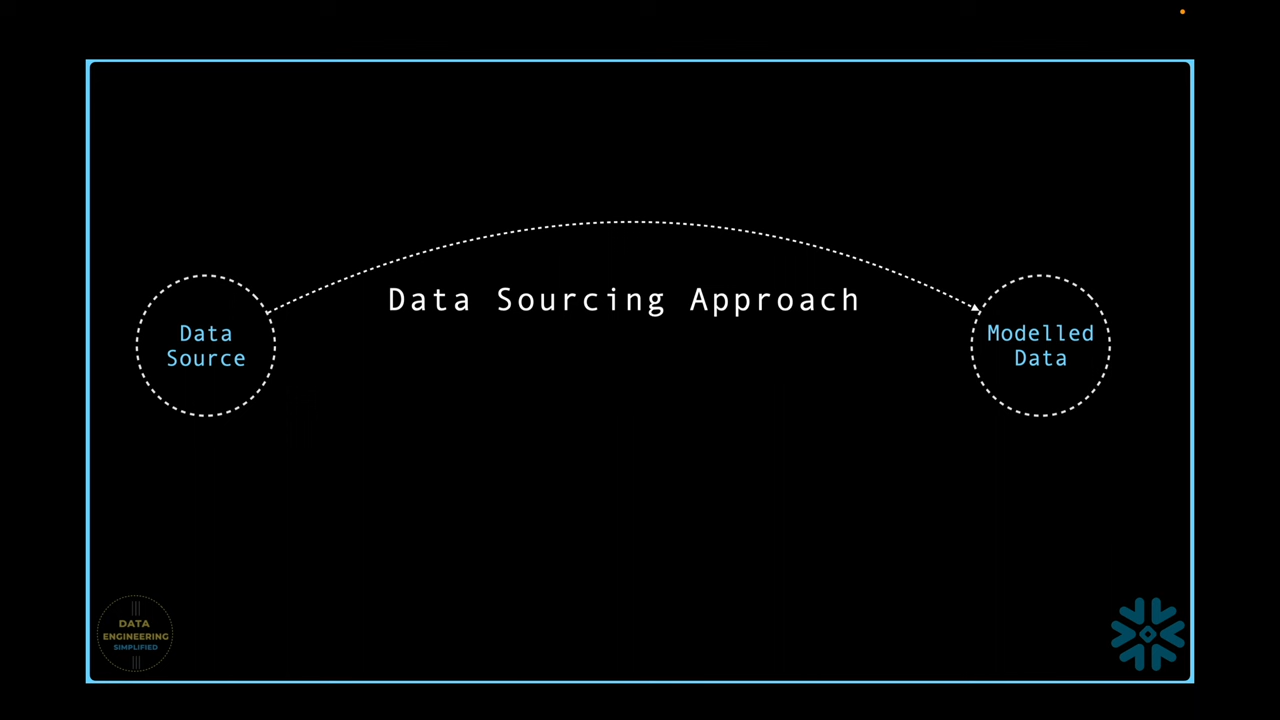 Data Sourcing Approach
Data
Source
Modelled
Data
DATA
ENGINEERING
SIMPLIFIED